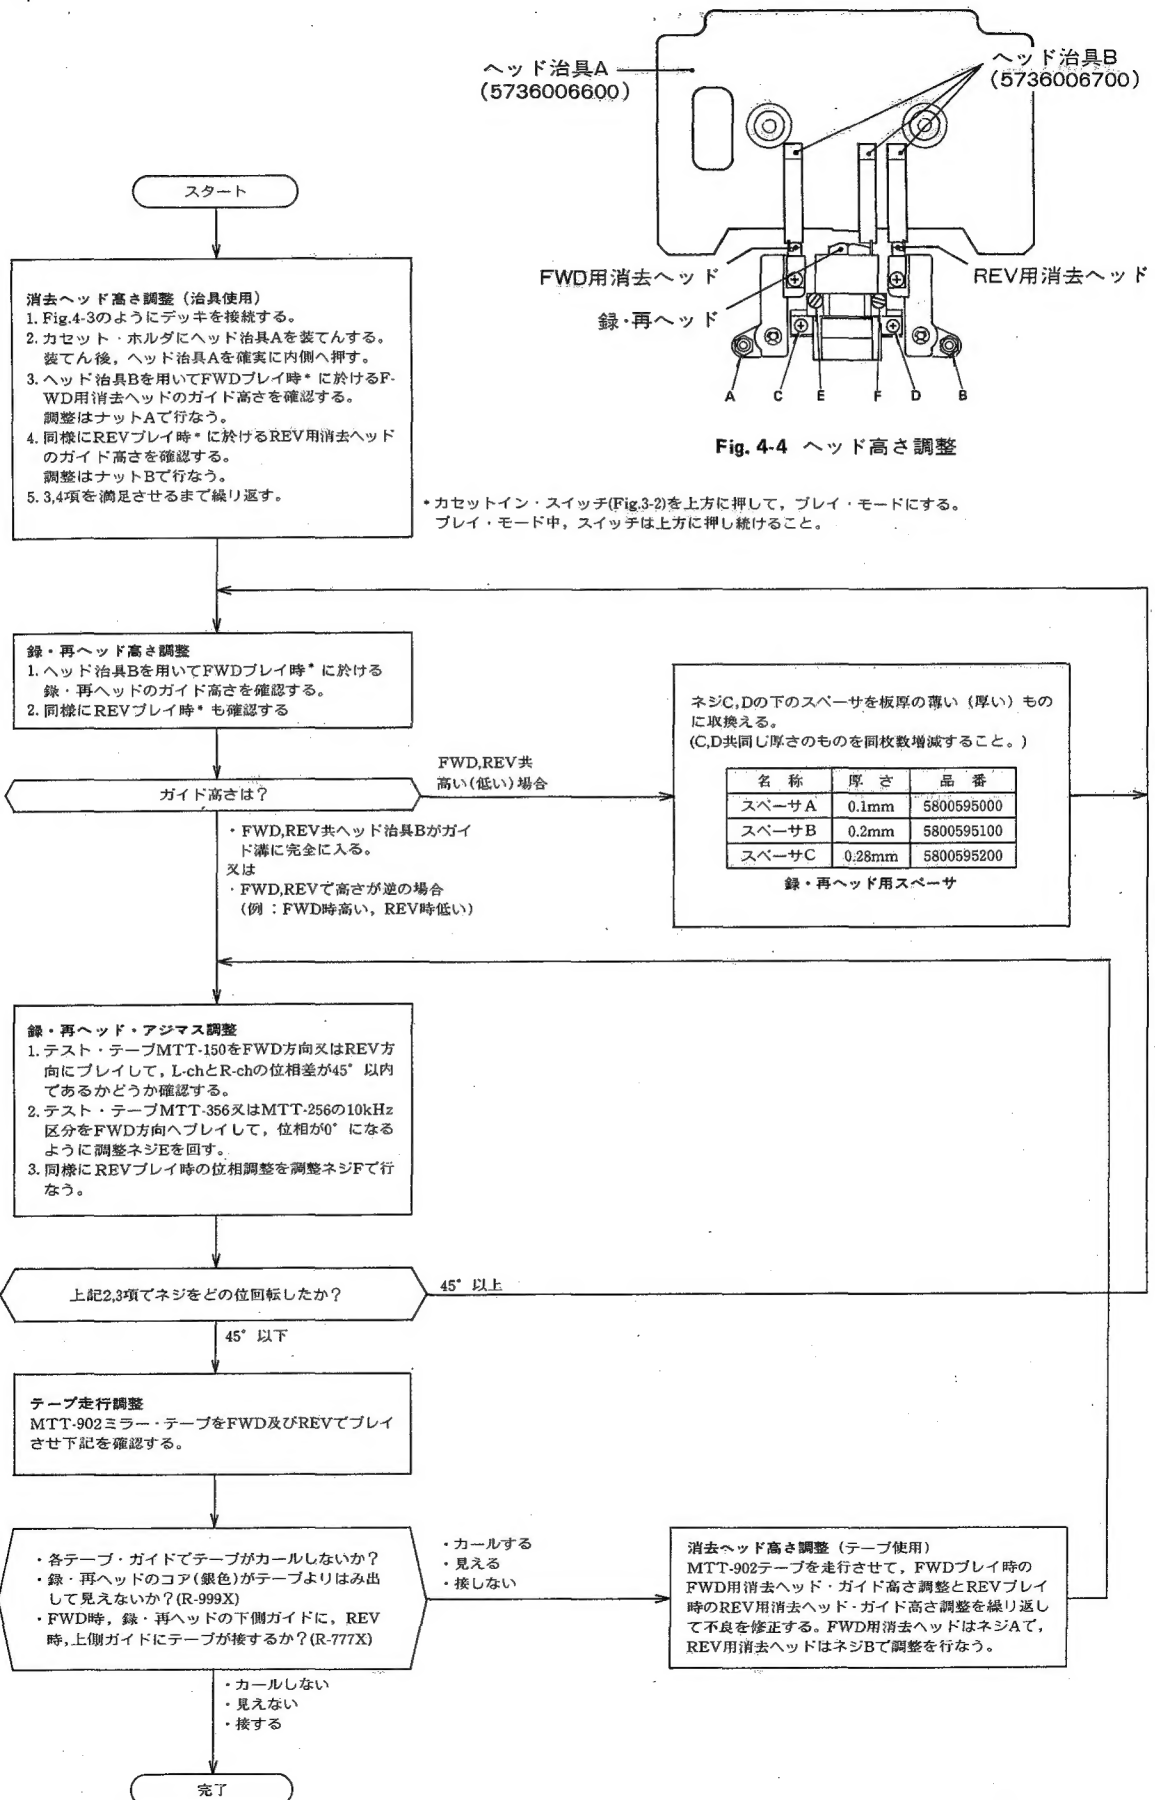 ヘッド治具A
(5736006600)
ヘッド治具B
(5736006700)
FWD用消去ヘッド
REV用消去ヘッド
録・再ヘッド
A C E F D B
Fig. 4-4 ヘッド高さ調整
*カセットイン・スイッチ(Fig.3-2)を上方に押して，プレイ・モードにする。
プレイ・モード中，スイッチは上方に押し続けること。
スタート
消去ヘッド高さ調整（治具使用）
1. Fig.4-3のようにデッキを接続する。
2. カセット・ホルダにヘッド治具Aを装てんする。
装てん後，ヘッド治具Aを確実に内側へ押す。
3. ヘッド治具Bを用いてFWDプレイ時*に於けるF-
WD用消去ヘッドのガイド高さを確認する。
調整はナットAで行なう。
4. 同様にREVプレイ時*に於けるREV用消去ヘッド
のガイド高さを確認する。
調整はナットBで行なう。
5. 3,4項を満足させるまで繰り返す。
録・再ヘッド高さ調整
1. ヘッド治具Bを用いてFWDプレイ時*に於ける
録・再ヘッドのガイド高さを確認する。
2. 同様にREVプレイ時*も確認する
ガイド高さは？
FWD,REV共
高い(低い)場合
ネジC,Dの下のスペーサを板厚の薄い（厚い）もの
に取換える。
(C,D共同じ厚さのものを同枚数増減すること。)
名 称 厚 さ 品 番
スペーサA 0.1mm 5800595000
スペーサB 0.2mm 5800595100
スペーサC 0.28mm 5800595200
録・再ヘッド用スペーサ
・FWD,REV共ヘッド治具Bがガイ
ド溝に完全に入る。
又は
・FWD,REVで高さが逆の場合
(例：FWD時高い，REV時低い)
録・再ヘッド・アジマス調整
1. テスト・テープMTT-150をFWD方向又はREV方
向にプレイして，L-chとR-chの位相差が45°以内
であるかどうか確認する。
2. テスト・テープMTT-356又はMTT-256の10kHz
区分をFWD方向へプレイして，位相が0°になる
ように調整ネジEを回す。
3. 同様にREVプレイ時の位相調整を調整ネジFで行
なう。
上記2,3項でネジをどの位回転したか？
45°以上
45°以下
テープ走行調整
MTT-902ミラー・テープをFWD及びREVでプレイ
させ下記を確認する。
・各テープ・ガイドでテープがカールしないか？
・録・再ヘッドのコア(銀色)がテープよりはみ出
して見えないか？(R-999X)
・FWD時，録・再ヘッドの下側ガイドに，REV
時，上側ガイドにテープが接するか？(R-777X)
・カールする
・見える
・接しない
消去ヘッド高さ調整（テープ使用）
MTT-902テープを走行させて，FWDプレイ時の
FWD用消去ヘッド・ガイド高さ調整とREVプレイ
時のREV用消去ヘッド・ガイド高さ調整を繰り返し
て不良を修正する。FWD用消去ヘッドはネジAで，
REV用消去ヘッドはネジBで調整を行なう。
・カールしない
・見えない
・接する
完了